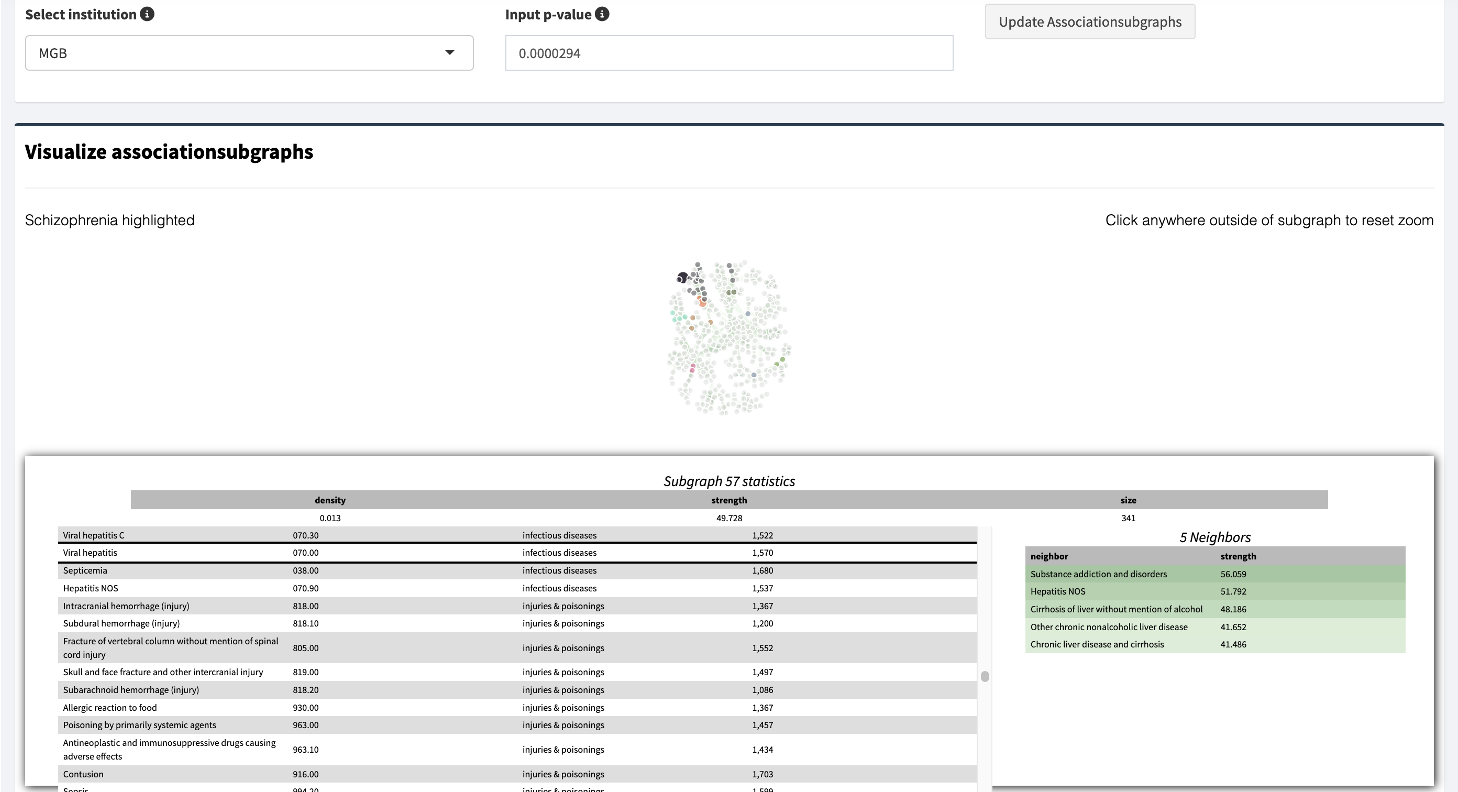 Select institution
Input p-value
Update Associationsubgraphs
MGB
0.0000294
Visualize associationsubgraphs
Schizophrenia highlighted
Click anywhere outside of subgraph to reset zoom
Subgraph 57 statistics
density strength size
0.013 49.728 341
Viral hepatitis C 070.30 infectious diseases 1,522
Viral hepatitis 070.00 infectious diseases 1,570
Septicemia 038.00 infectious diseases 1,680
Hepatitis NOS 070.90 infectious diseases 1,537
Intracranial hemorrhage (injury) 818.00 injuries & poisonings 1,367
Subdural hemorrhage (injury) 818.10 injuries & poisonings 1,200
Fracture of vertebral column without mention of spinal
cord injury 805.00 injuries & poisonings 1,552
Skull and face fracture and other intercranial injury 819.00 injuries & poisonings 1,497
Subarachnoid hemorrhage (injury) 818.20 injuries & poisonings 1,086
Allergic reaction to food 930.00 injuries & poisonings 1,367
Poisoning by primarily systemic agents 963.00 injuries & poisonings 1,457
Antineoplastic and immunosuppressive drugs causing
adverse effects 963.10 injuries & poisonings 1,434
Contusion 916.00 injuries & poisonings 1,703
Sepsis 994.20 injuries & poisonings 1,599
5 Neighbors
neighbor strength
Substance addiction and disorders 56.059
Hepatitis NOS 51.792
Cirrhosis of liver without mention of alcohol 48.186
Other chronic nonalcoholic liver disease 41.652
Chronic liver disease and cirrhosis 41.486